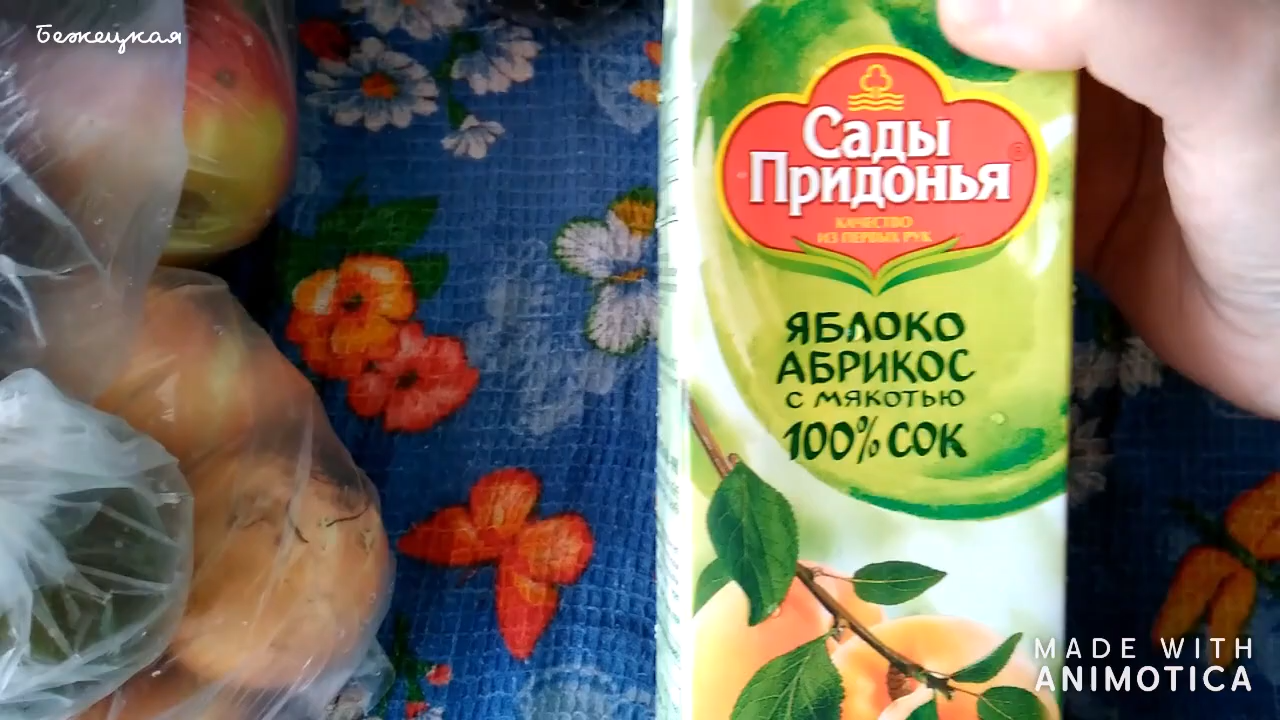 Бежецкая
Сады
Придонья
®
КАЧЕСТВО
ИЗ ПЕРВЫХ РУК
ЯБЛОКО
АБРИКОС
С МЯКОТЬЮ
100% СОК
MADE WITH
ANIMOTICA